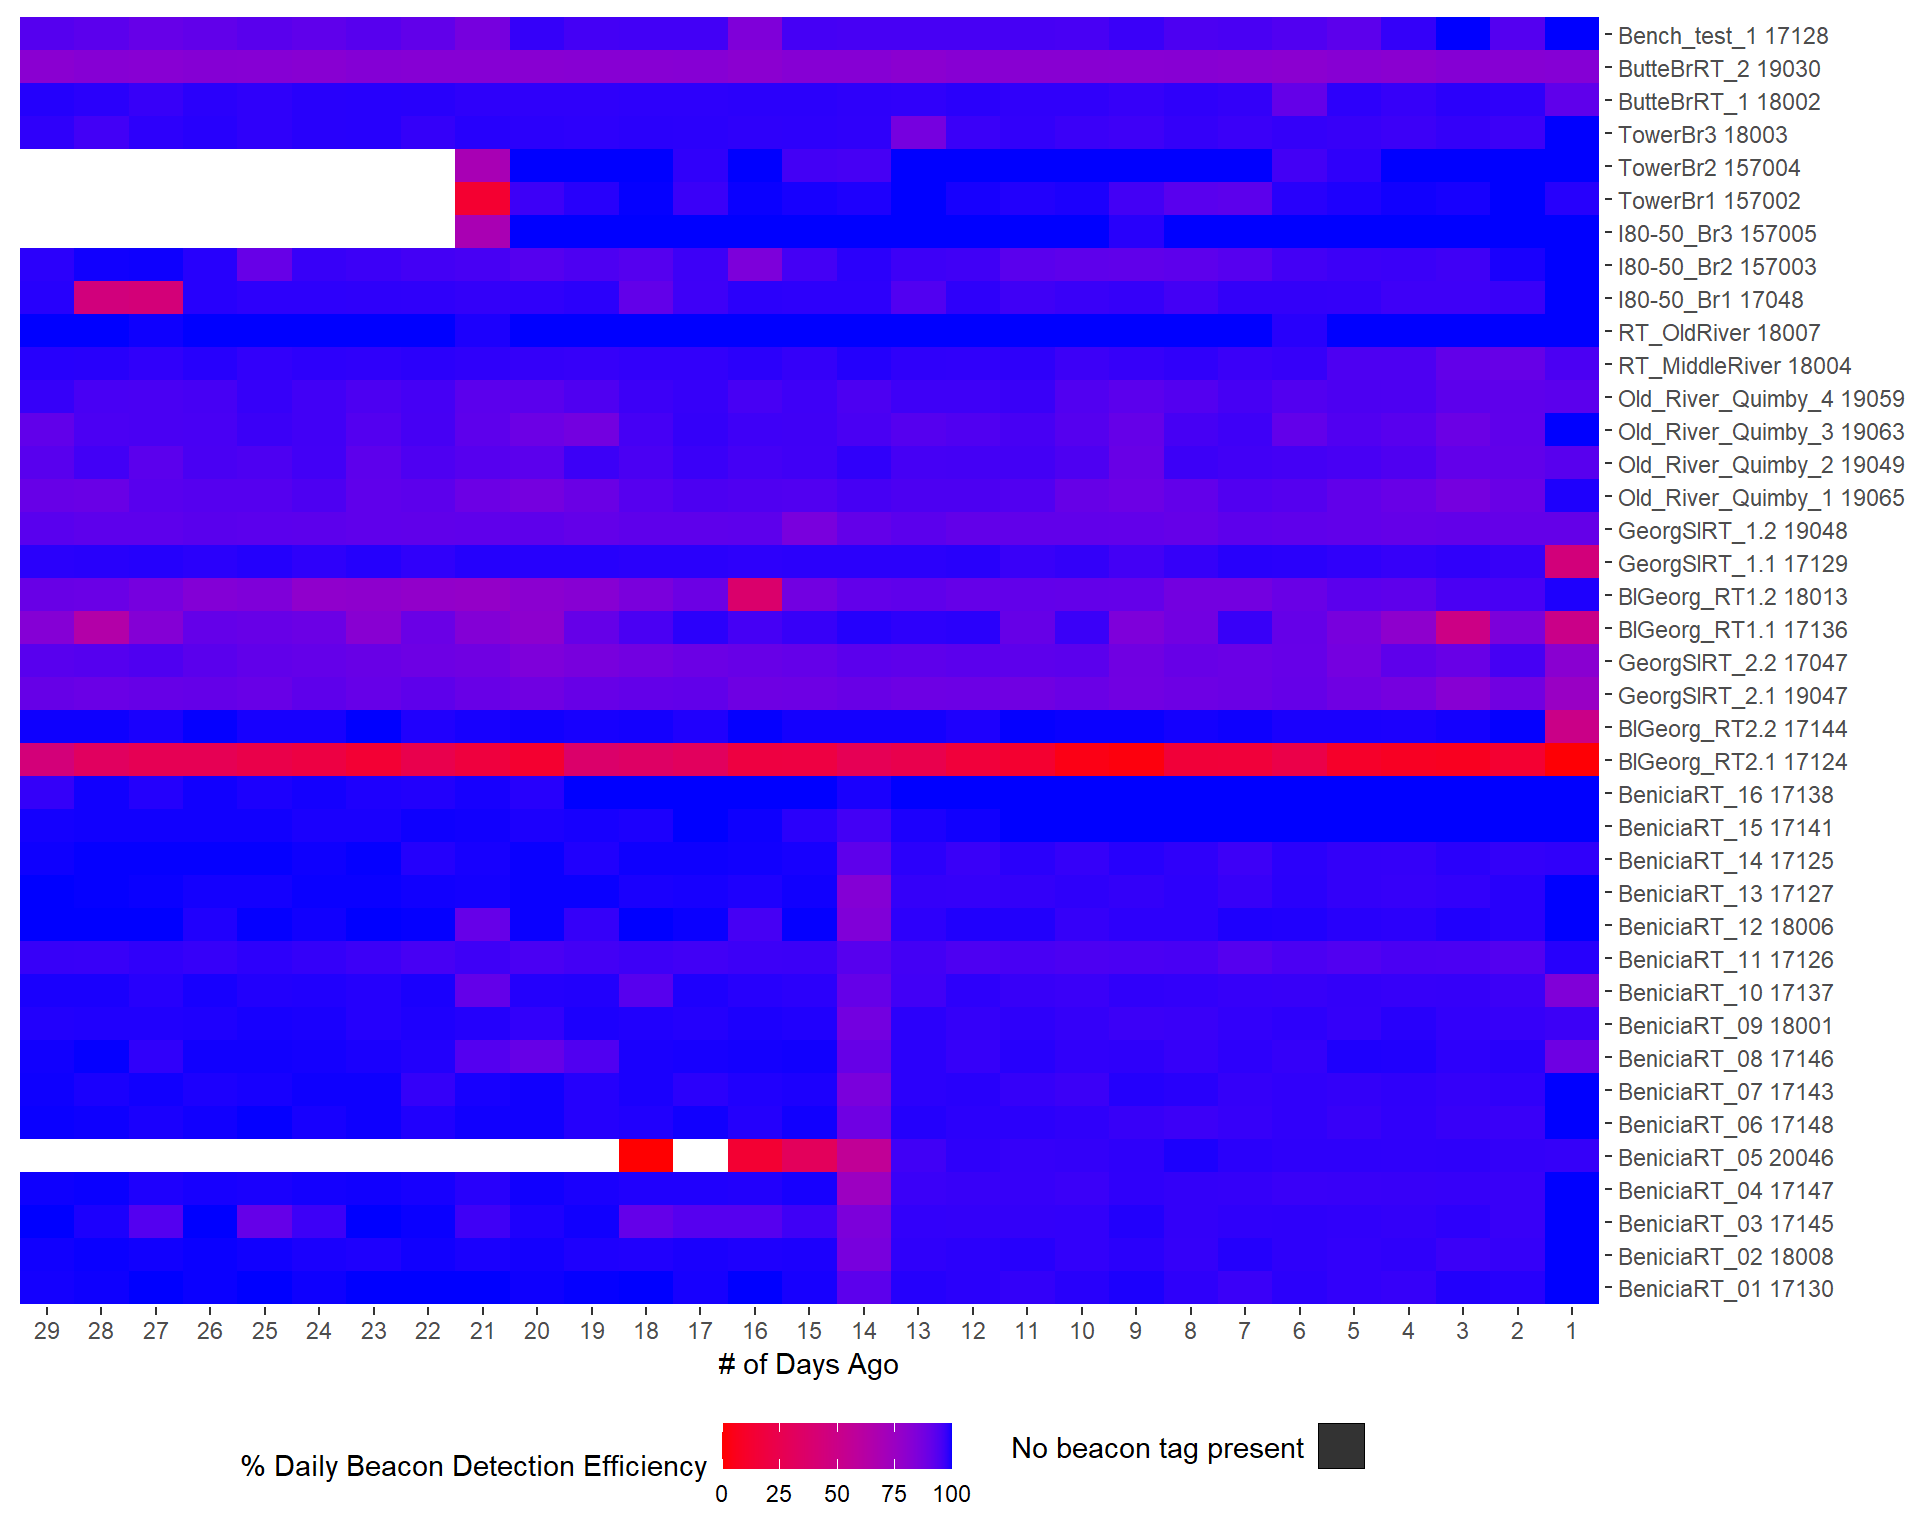 Bench_test_1 17128
ButteBrRT_2 19030
ButteBrRT_1 18002
TowerBr3 18003
TowerBr2 157004
TowerBr1 157002
I80-50_Br3 157005
I80-50_Br2 157003
I80-50_Br1 17048
RT_OldRiver 18007
RT_MiddleRiver 18004
Old_River_Quimby_4 19059
Old_River_Quimby_3 19063
Old_River_Quimby_2 19049
Old_River_Quimby_1 19065
GeorgSlRT_1.2 19048
GeorgSlRT_1.1 17129
BlGeorg_RT1.2 18013
BlGeorg_RT1.1 17136
GeorgSlRT_2.2 17047
GeorgSlRT_2.1 19047
BlGeorg_RT2.2 17144
BlGeorg_RT2.1 17124
BeniciaRT_16 17138
BeniciaRT_15 17141
BeniciaRT_14 17125
BeniciaRT_13 17127
BeniciaRT_12 18006
BeniciaRT_11 17126
BeniciaRT_10 17137
BeniciaRT_09 18001
BeniciaRT_08 17146
BeniciaRT_07 17143
BeniciaRT_06 17148
BeniciaRT_05 20046
BeniciaRT_04 17147
BeniciaRT_03 17145
BeniciaRT_02 18008
BeniciaRT_01 17130
29 28 27 26 25 24 23 22 21 20 19 18 17 16 15 14 13 12 11 10 9 8 7 6 5 4 3 2 1
# of Days Ago
% Daily Beacon Detection Efficiency
0 25 50 75 100
No beacon tag present